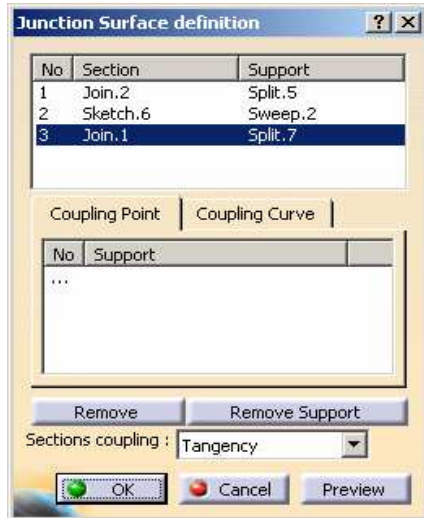 Junction Surface definition
No Section Support
1 Join.2 Split.5
2 Sketch.6 Sweep.2
3 Join.1 Split.7
Coupling Point Coupling Curve
No Support
...
Remove Remove Support
Sections coupling : Tangency
OK Cancel Preview